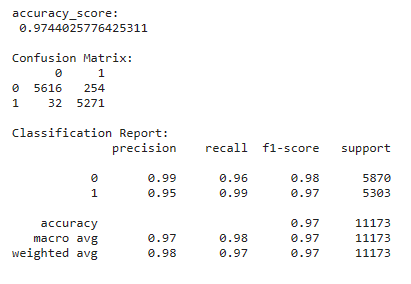 accuracy_score:
0.9744025776425311
Confusion Matrix:
0 1
0 5616 254
1 32 5271
Classification Report:
precision recall f1-score support
0 0.99 0.96 0.98 5870
1 0.95 0.99 0.97 5303
accuracy 0.97 11173
macro avg 0.97 0.98 0.97 11173
weighted avg 0.98 0.97 0.97 11173